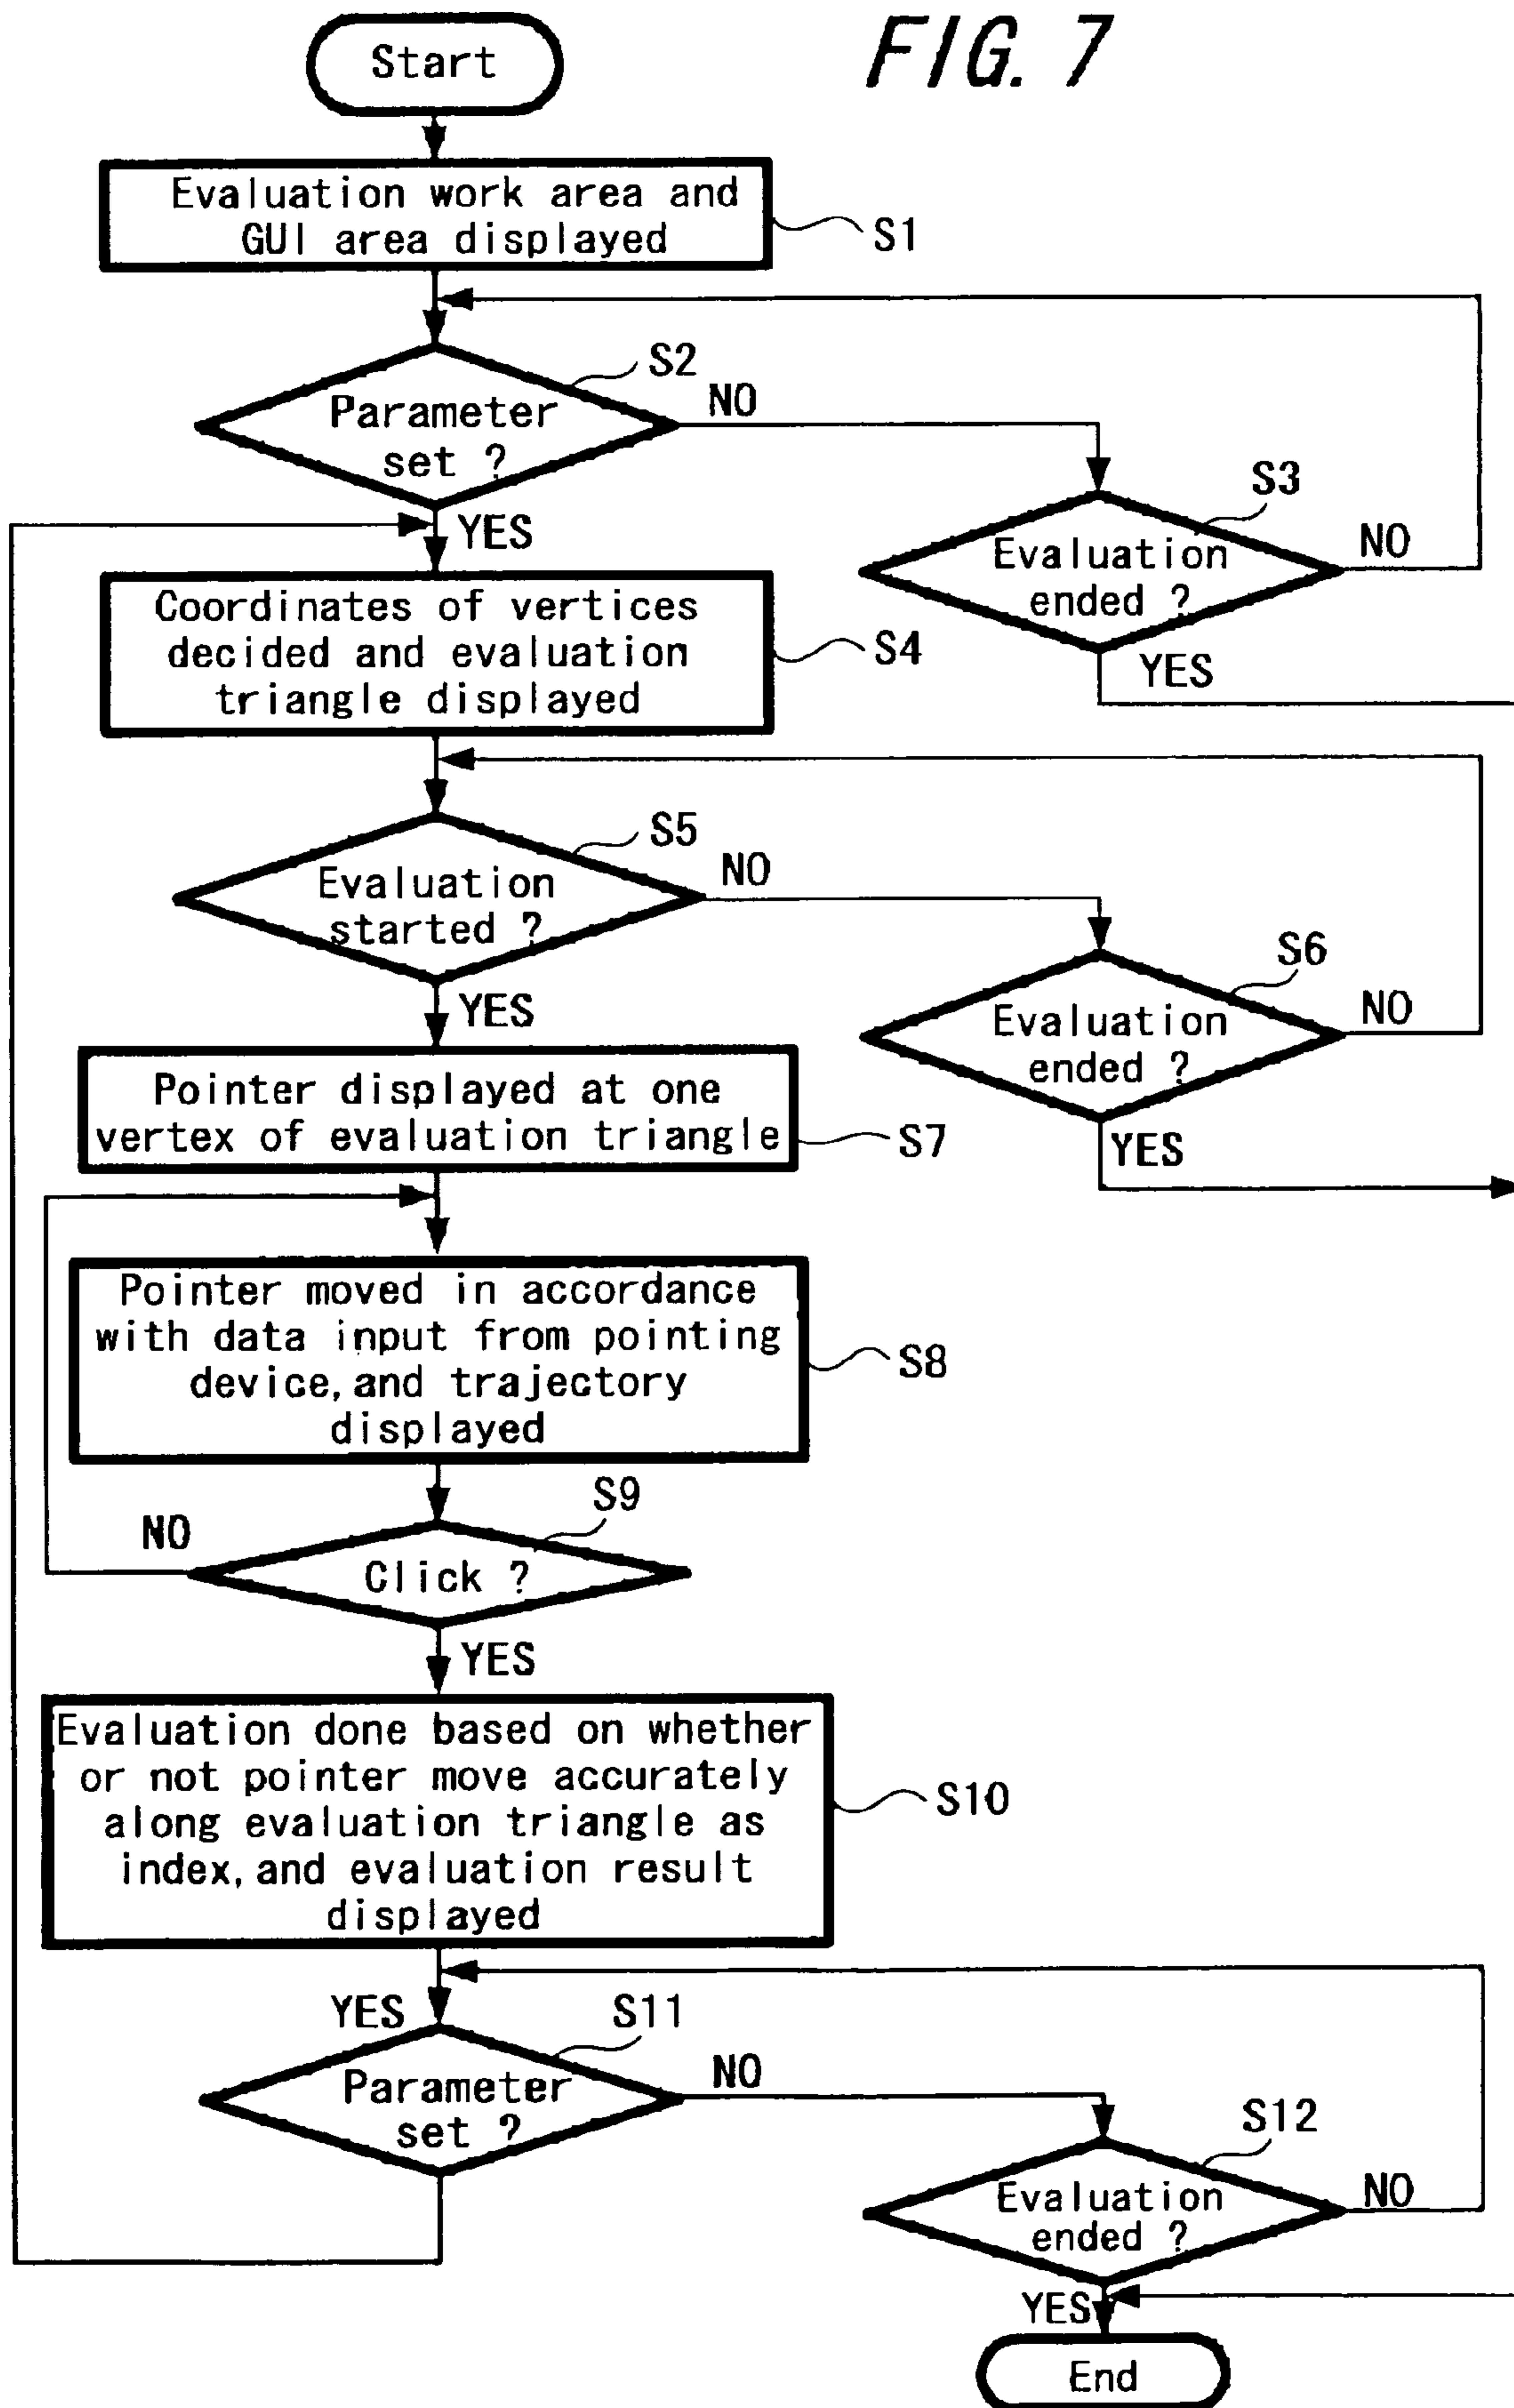 FIG. 7
Start
Evaluation work area and
GUI area displayed
S1
S2
Parameter
set ?
NO
YES
S3
Evaluation
ended ?
NO
YES
Coordinates of vertices
decided and evaluation
triangle displayed
S4
S5
Evaluation
started ?
NO
YES
S6
Evaluation
ended ?
NO
YES
Pointer displayed at one
vertex of evaluation triangle
S7
Pointer moved in accordance
with data input from pointing
device, and trajectory
displayed
S8
S9
Click ?
NO
YES
Evaluation done based on whether
or not pointer move accurately
along evaluation triangle as
index, and evaluation result
displayed
S10
YES
S11
Parameter
set ?
NO
S12
Evaluation
ended ?
NO
YES
End